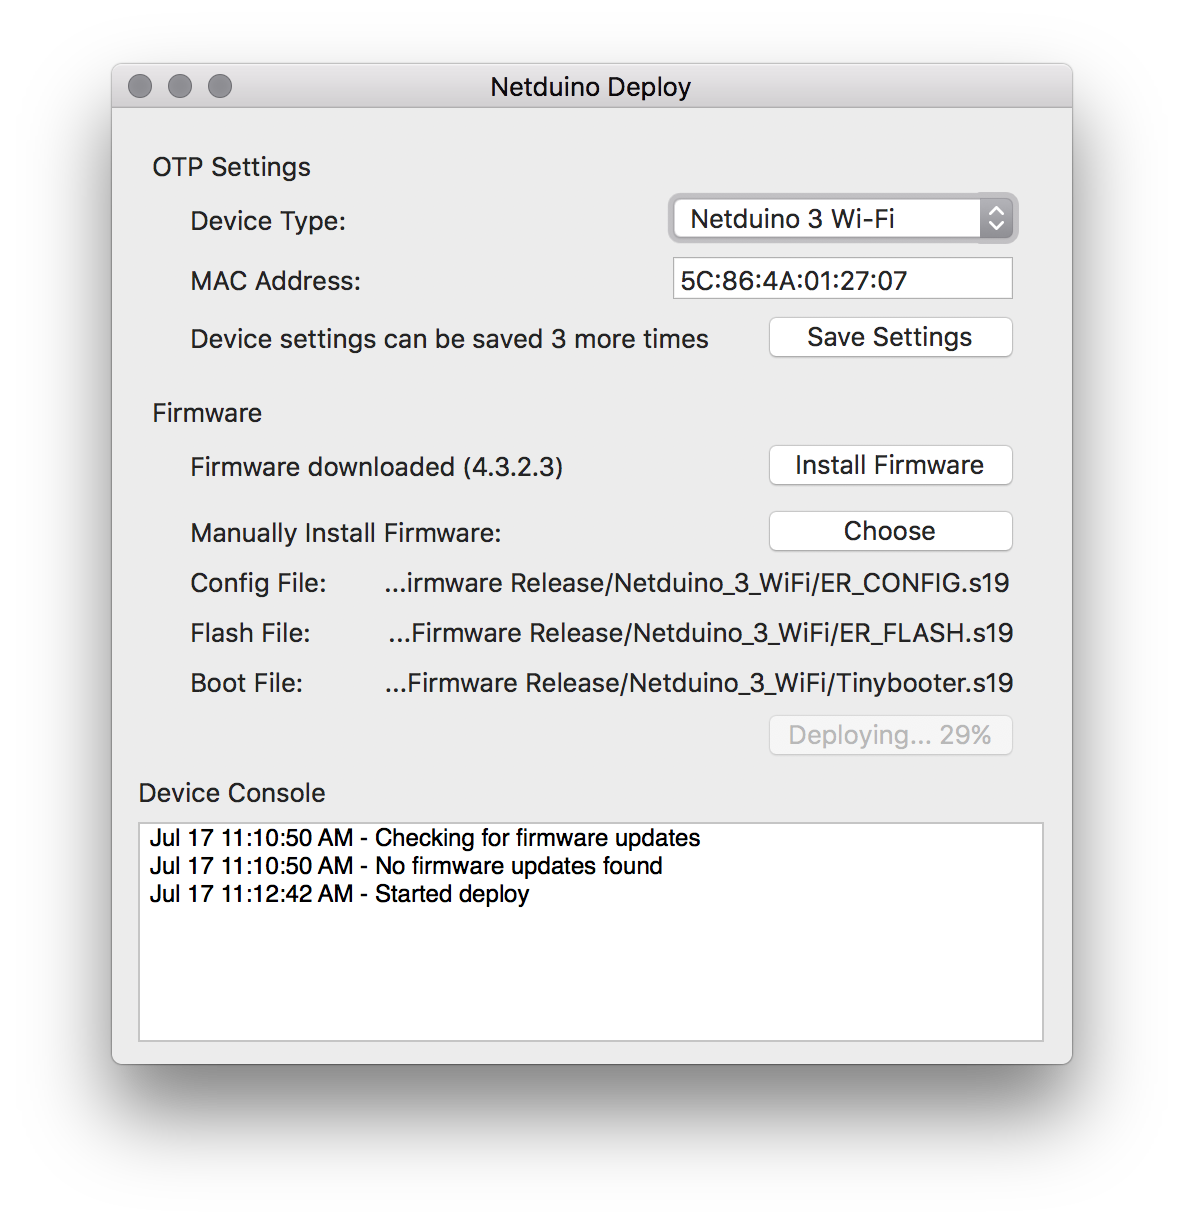 Netduino Deploy
OTP Settings
Device Type: Netduino 3 Wi-Fi
MAC Address: 5C:86:4A:01:27:07
Device settings can be saved 3 more times Save Settings
Firmware
Firmware downloaded (4.3.2.3) Install Firmware
Manually Install Firmware: Choose
Config File: ...irmware Release/Netduino_3_WiFi/ER_CONFIG.s19
Flash File: ...Firmware Release/Netduino_3_WiFi/ER_FLASH.s19
Boot File: ...Firmware Release/Netduino_3_WiFi/Tinybooter.s19
Deploying... 29%
Device Console
Jul 17 11:10:50 AM - Checking for firmware updates
Jul 17 11:10:50 AM - No firmware updates found
Jul 17 11:12:42 AM - Started deploy